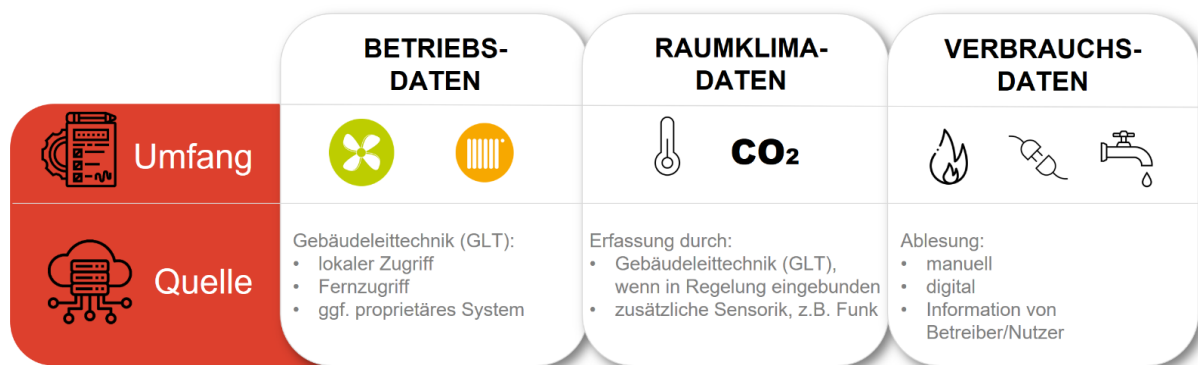 BETRIEBS-
DATEN
RAUMKLIMA-
DATEN
VERBRAUCHS-
DATEN
Umfang
CO₂
Quelle
Gebäudeleittechnik (GLT):
• lokaler Zugriff
• Fernzugriff
• ggf. proprietäres System
Erfassung durch:
• Gebäudeleittechnik (GLT),
wenn in Regelung eingebunden
• zusätzliche Sensorik, z.B. Funk
Ablesung:
• manuell
• digital
• Information von
Betreiber/Nutzer